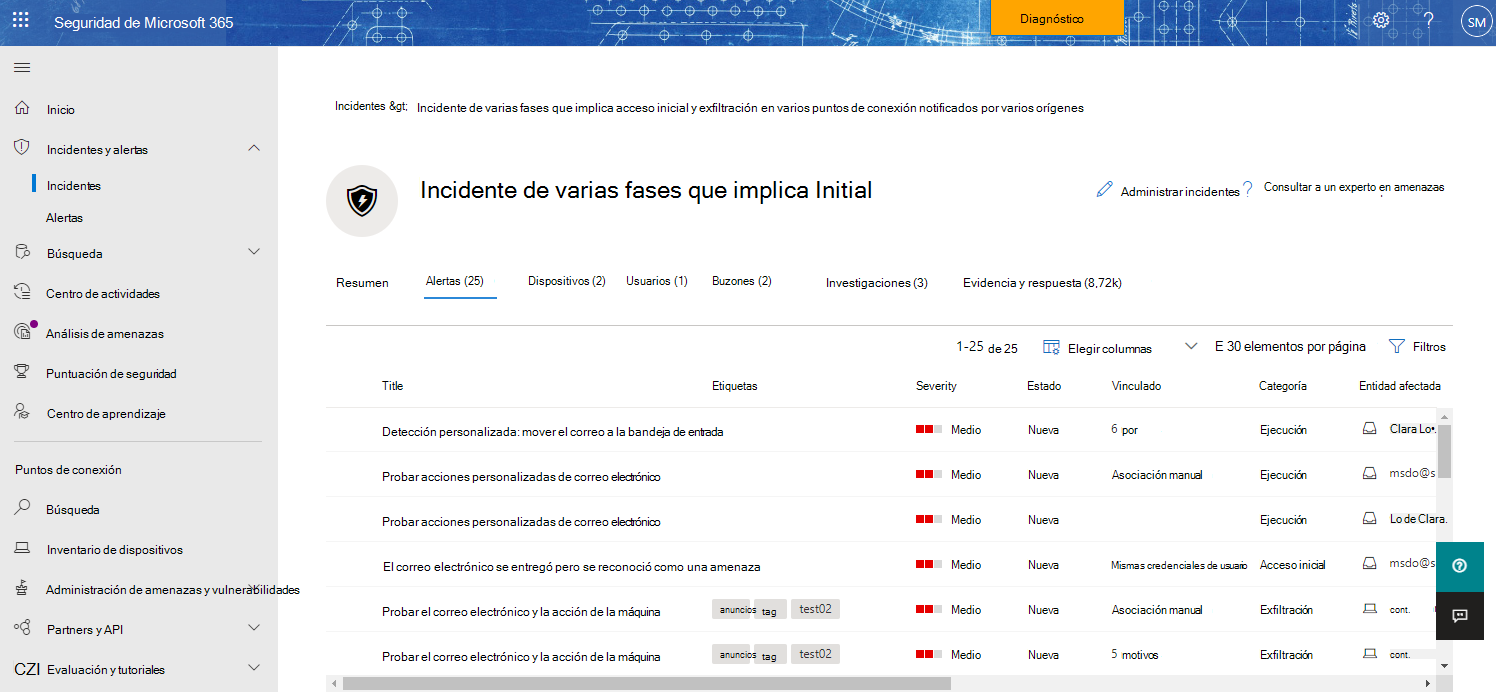 Seguridad de Microsoft 365
Diagnóstico
?
SM
Inicio
Incidentes y alertas
Incidentes
Alertas
Búsqueda
Centro de actividades
Análisis de amenazas
Puntuación de seguridad
Centro de aprendizaje
Puntos de conexión
Búsqueda
Inventario de dispositivos
Administración de amenazas y vulnerabilidades
Partners y API
CZI Evaluación y tutoriales
Incidentes &gt; Incidente de varias fases que implica acceso inicial y exfiltración en varios puntos de conexión notificados por varios orígenes
Incidente de varias fases que implica Initial
Administrar incidentes ? Consultar a un experto en amenazas
Resumen Alertas (25) Dispositivos (2) Usuarios (1) Buzones (2) Investigaciones (3) Evidencia y respuesta (8,72k)
1-25 de 25 Elegir columnas E 30 elementos por página Filtros
Title Etiquetas Severity Estado Vinculado Categoría Entidad afectada
Detección personalizada: mover el correo a la bandeja de entrada Medio Nueva 6 por Ejecución Clara Lo•.
Probar acciones personalizadas de correo electrónico Medio Nueva Asociación manual Ejecución msdo@s
Probar acciones personalizadas de correo electrónico Medio Nueva Ejecución Lo de Clara.
El correo electrónico se entregó pero se reconoció como una amenaza Medio Nueva Mismas credenciales de usuario Acceso inicial msdo@s
Probar el correo electrónico y la acción de la máquina anuncios tag test02 Medio Nueva Asociación manual Exfiltración cont.
Probar el correo electrónico y la acción de la máquina anuncios tag test02 Medio Nueva 5 motivos Exfiltración cont.